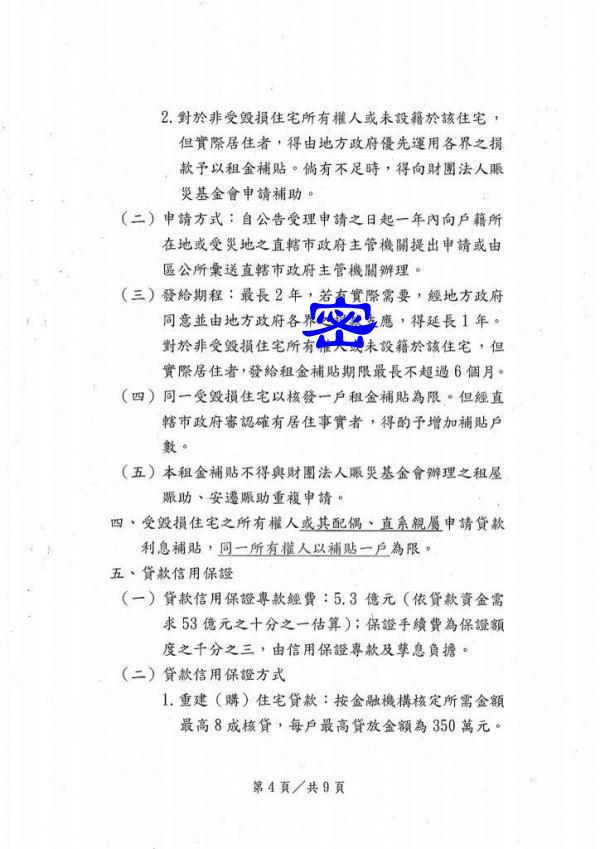 2.對於非受毀損住宅所有權人或未設籍於該住宅，
但實際居住者，得由地方政府優先運用各界之捐
款予以租金補貼。倘有不足時，得向財團法人賑
災基金會申請補助。
（二）申請方式：自公告受理申請之日起一年內向戶籍所
在地或受災地之直轄市政府主管機關提出申請或由
區公所彙送直轄市政府主管機關辦理。
（三）發給期程：最長2年，若有實際需要，經地方政府
同意並由地方政府各界
應，得延長1年。
密
對於非受毀損住宅所有權人或未設籍於該住宅，但
實際居住者，發給租金補貼期限最長不超過6個月。
（四）同一受毀損住宅以核發一戶租金補貼為限。但經直
轄市政府審認確有居住事實者，得酌予增加補貼戶
數。
（五）本租金補貼不得與財團法人賑災基金會辦理之租屋
賑助、安遷賑助重複申請。
四、受毀損住宅之所有權人或其配偶、直系親屬申請貸款
利息補貼，同一所有權人以補貼一戶為限。
五、貸款信用保證
（一）貸款信用保證專款經費：5.3 億元（依貸款資金需
求53億元之十分之一估算）；保證手續費為保證額
度之千分之三，由信用保證專款及孳息負擔。
（二）貸款信用保證方式
1.重建（購）住宅貸款：按金融機構核定所需金額
最高8成核貸，每戶最高貸放金額為350萬元。
第4頁／共9頁